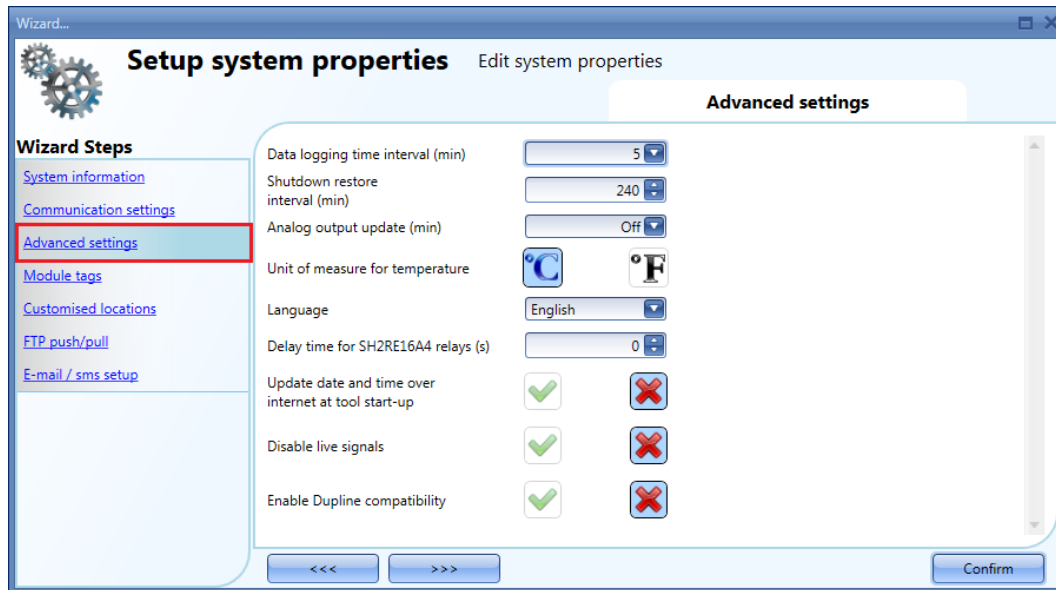 Wizard...
Setup system properties Edit system properties
Advanced settings
Wizard Steps
System information
Communication settings
Advanced settings
Module tags
Customised locations
FTP push/pull
E-mail / sms setup
Data logging time interval (min) 5
Shutdown restore
interval (min) 240
Analog output update (min) Off
Unit of measure for temperature °C °F
Language English
Delay time for SH2RE16A4 relays (s) 0
Update date and time over
internet at tool start-up
Disable live signals
Enable Dupline compatibility
<<< >>> Confirm